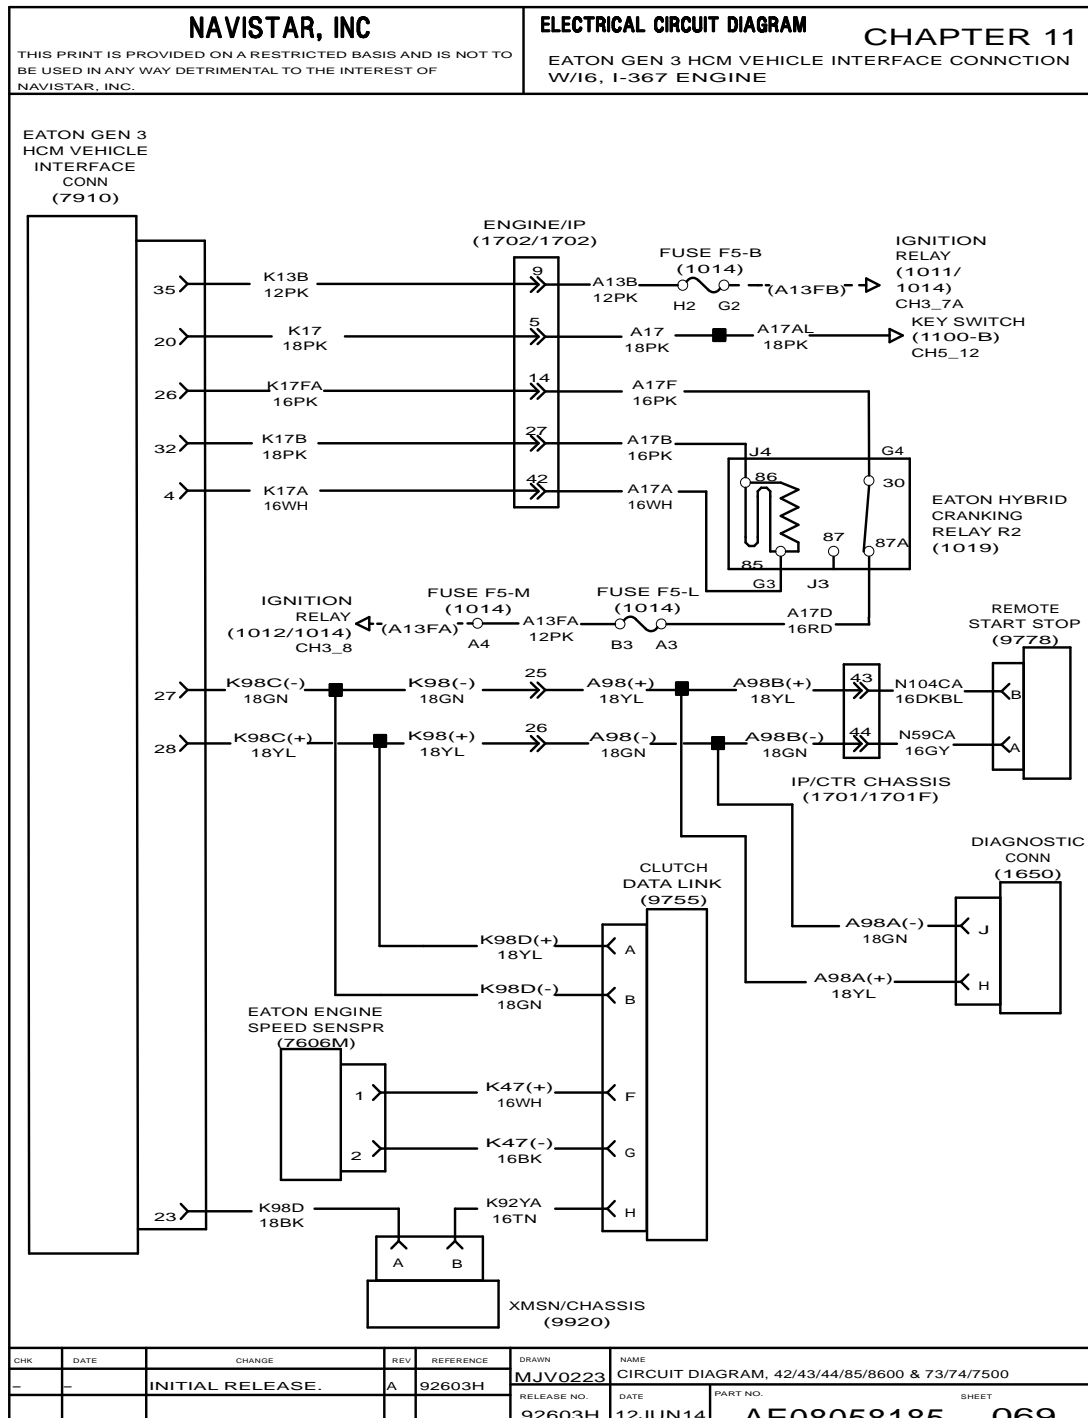 NAVISTAR, INC
THIS PRINT IS PROVIDED ON A RESTRICTED BASIS AND IS NOT TO
BE USED IN ANY WAY DETRIMENTAL TO THE INTEREST OF
NAVISTAR, INC.
ELECTRICAL CIRCUIT DIAGRAM
CHAPTER 11
EATON GEN 3 HCM VEHICLE INTERFACE CONNCTION
W/I6, I-367 ENGINE
EATON GEN 3
HCM VEHICLE
INTERFACE
CONN
(7910)
ENGINE/IP
(1702/1702)
FUSE F5-B
(1014)
IGNITION
RELAY
(1011/
1014)
CH3_7A
35
K13B
12PK
9
A13B
12PK
H2
G2
(A13FB)
20
K17
18PK
5
A17
18PK
A17AL
18PK
KEY SWITCH
(1100-B)
CH5_12
26
K17FA
16PK
14
A17F
16PK
32
K17B
18PK
27
A17B
16PK
J4
G4
4
K17A
16WH
42
A17A
16WH
86
30
87
87A
85
G3
J3
EATON HYBRID
CRANKING
RELAY R2
(1019)
IGNITION
RELAY
(1012/1014)
CH3_8
(A13FA)
FUSE F5-M
(1014)
A4
A13FA
12PK
FUSE F5-L
(1014)
B3
A3
A17D
16RD
REMOTE
START STOP
(9778)
27
K98C(-)
18GN
K98(-)
18GN
25
A98(+)
18YL
A98B(+)
18YL
43
N104CA
16DKBL
B
28
K98C(+)
18YL
K98(+)
18YL
26
A98(-)
18GN
A98B(-)
18GN
44
N59CA
16GY
A
IP/CTR CHASSIS
(1701/1701F)
DIAGNOSTIC
CONN
(1650)
CLUTCH
DATA LINK
(9755)
A98A(-)
18GN
J
K98D(+)
18YL
A
A98A(+)
18YL
H
K98D(-)
18GN
B
EATON ENGINE
SPEED SENSPR
(7606M)
1
K47(+)
16WH
F
2
K47(-)
16BK
G
23
K98D
18BK
K92YA
16TN
H
A
B
XMSN/CHASSIS
(9920)
CHK
DATE
CHANGE
REV
REFERENCE
DRAWN
NAME
–
–
INITIAL RELEASE.
A
92603H
MJV0223
CIRCUIT DIAGRAM, 42/43/44/85/8600 & 73/74/7500
RELEASE NO.
DATE
PART NO.
SHEET
92603H
12JUN14
AE08058185
069